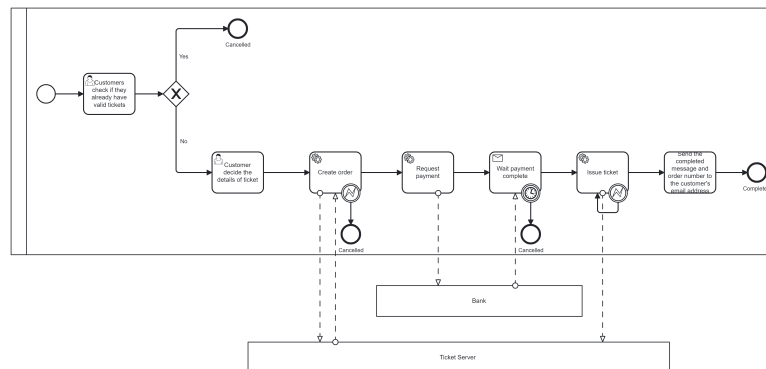 Cancelled
Yes
Customers
check if they
already have
valid tickets
No
Customer
decide the
details of ticket
Create order
Request
payment
Wait payment
complete
Issue ticket
Send the
completed
message and
order number to
the customer's
email address
Cancelled
Cancelled
Complete
Bank
Ticket Server